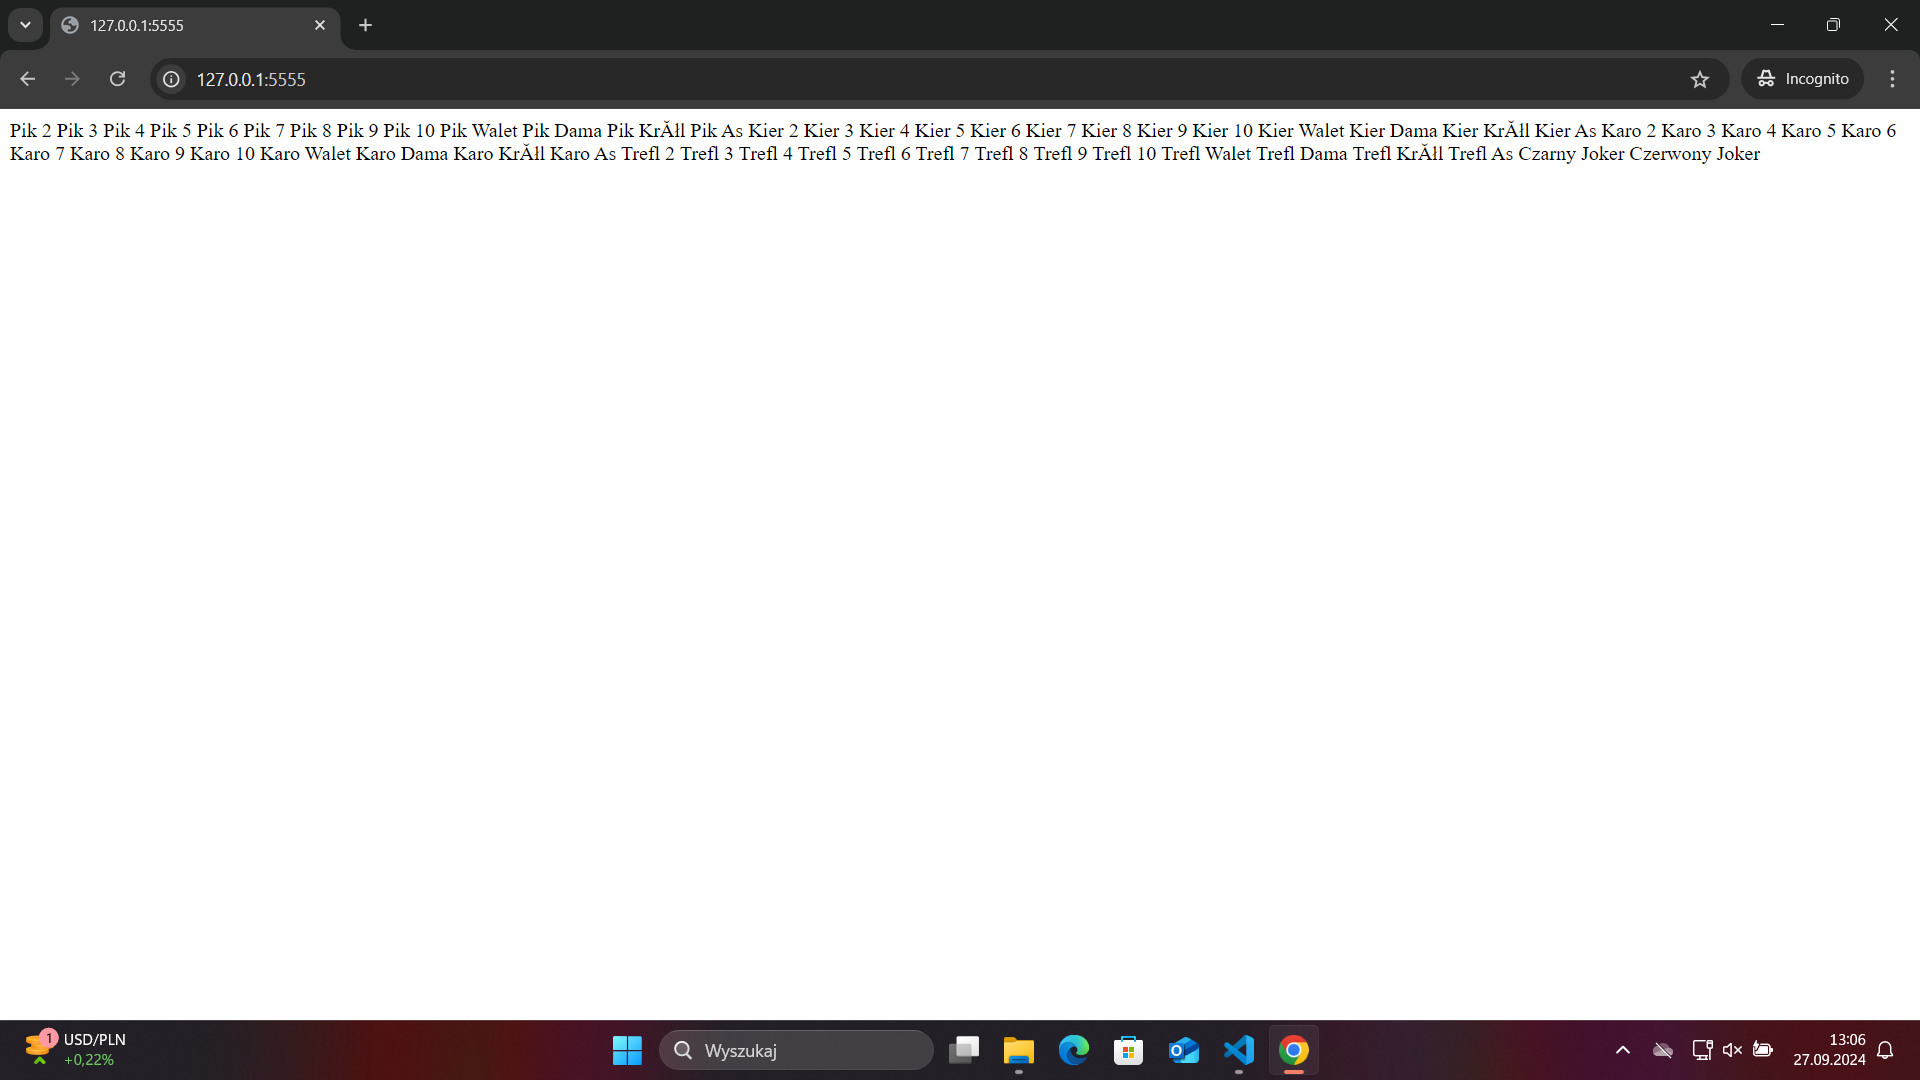 127.0.0.1:5555
127.0.0.1:5555
Incognito
Pik 2 Pik 3 Pik 4 Pik 5 Pik 6 Pik 7 Pik 8 Pik 9 Pik 10 Pik Walet Pik Dama Pik KrĂłl Pik As Kier 2 Kier 3 Kier 4 Kier 5 Kier 6 Kier 7 Kier 8 Kier 9 Kier 10 Kier Walet Kier Dama Kier KrĂłl Kier As Karo 2 Karo 3 Karo 4 Karo 5 Karo 6
Karo 7 Karo 8 Karo 9 Karo 10 Karo Walet Karo Dama Karo KrĂłl Karo As Trefl 2 Trefl 3 Trefl 4 Trefl 5 Trefl 6 Trefl 7 Trefl 8 Trefl 9 Trefl 10 Trefl Walet Trefl Dama Trefl KrĂłl Trefl As Czarny Joker Czerwony Joker
1
USD/PLN
+0,22%
Wyszukaj
13:06
27.09.2024